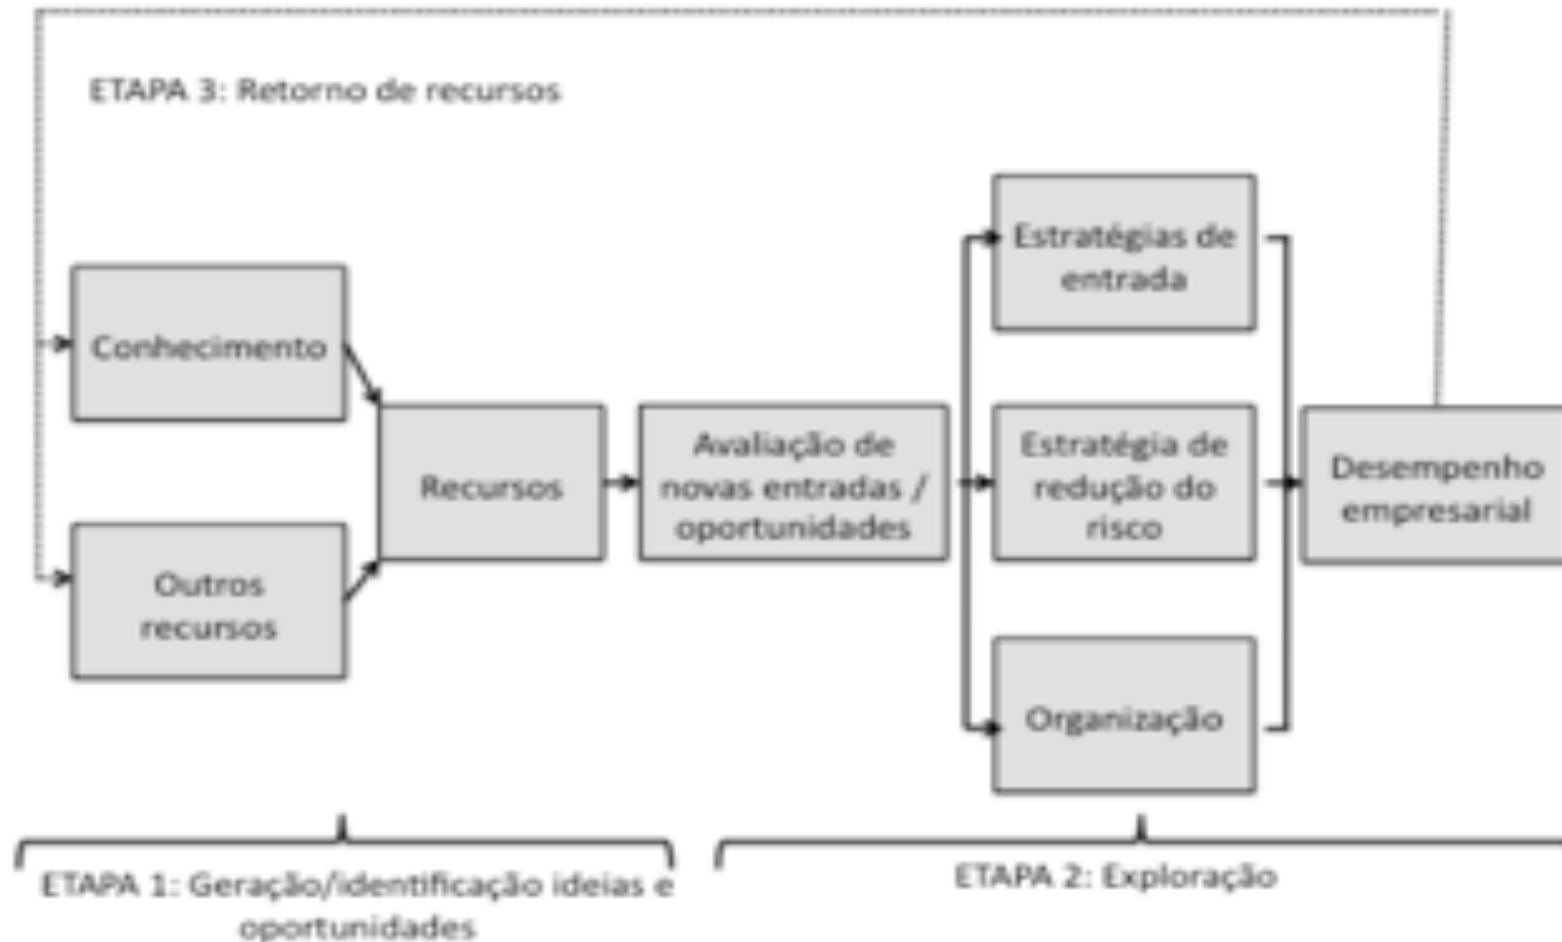 ETAPA 3: Retorno de recursos
Conhecimento
Outros
recursos
Recursos
Avaliação de
novas entradas /
oportunidades
Estratégias de
entrada
Estratégia de
redução do
risco
Organização
Desempenho
empresarial
ETAPA 1: Geração/identificação ideias e
oportunidades
ETAPA 2: Exploração